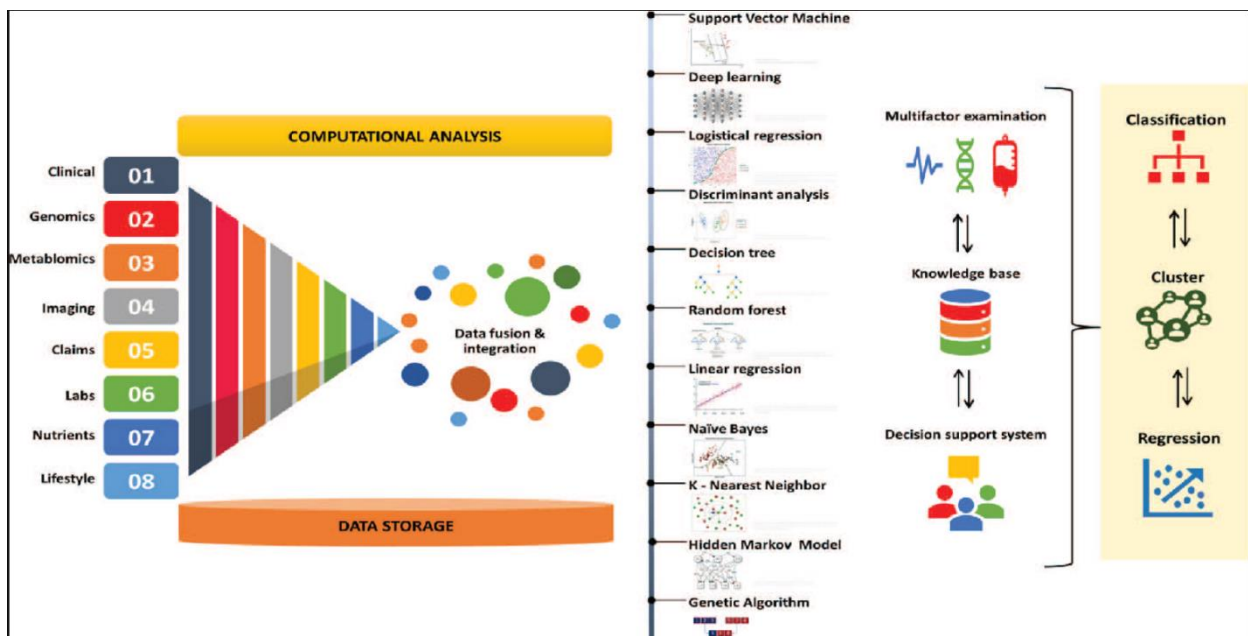 COMPUTATIONAL ANALYSIS
Clinical 01
Genomics 02
Metablomics 03
Imaging 04
Claims 05
Labs 06
Nutrients 07
Lifestyle 08
Data fusion &
integration
DATA STORAGE
Support Vector Machine
Deep learning
Logistical regression
Discriminant analysis
Decision tree
Random forest
Linear regression
Naïve Bayes
K - Nearest Neighbor
Hidden Markov Model
Genetic Algorithm
Multifactor examination
Knowledge base
Decision support system
Classification
Cluster
Regression